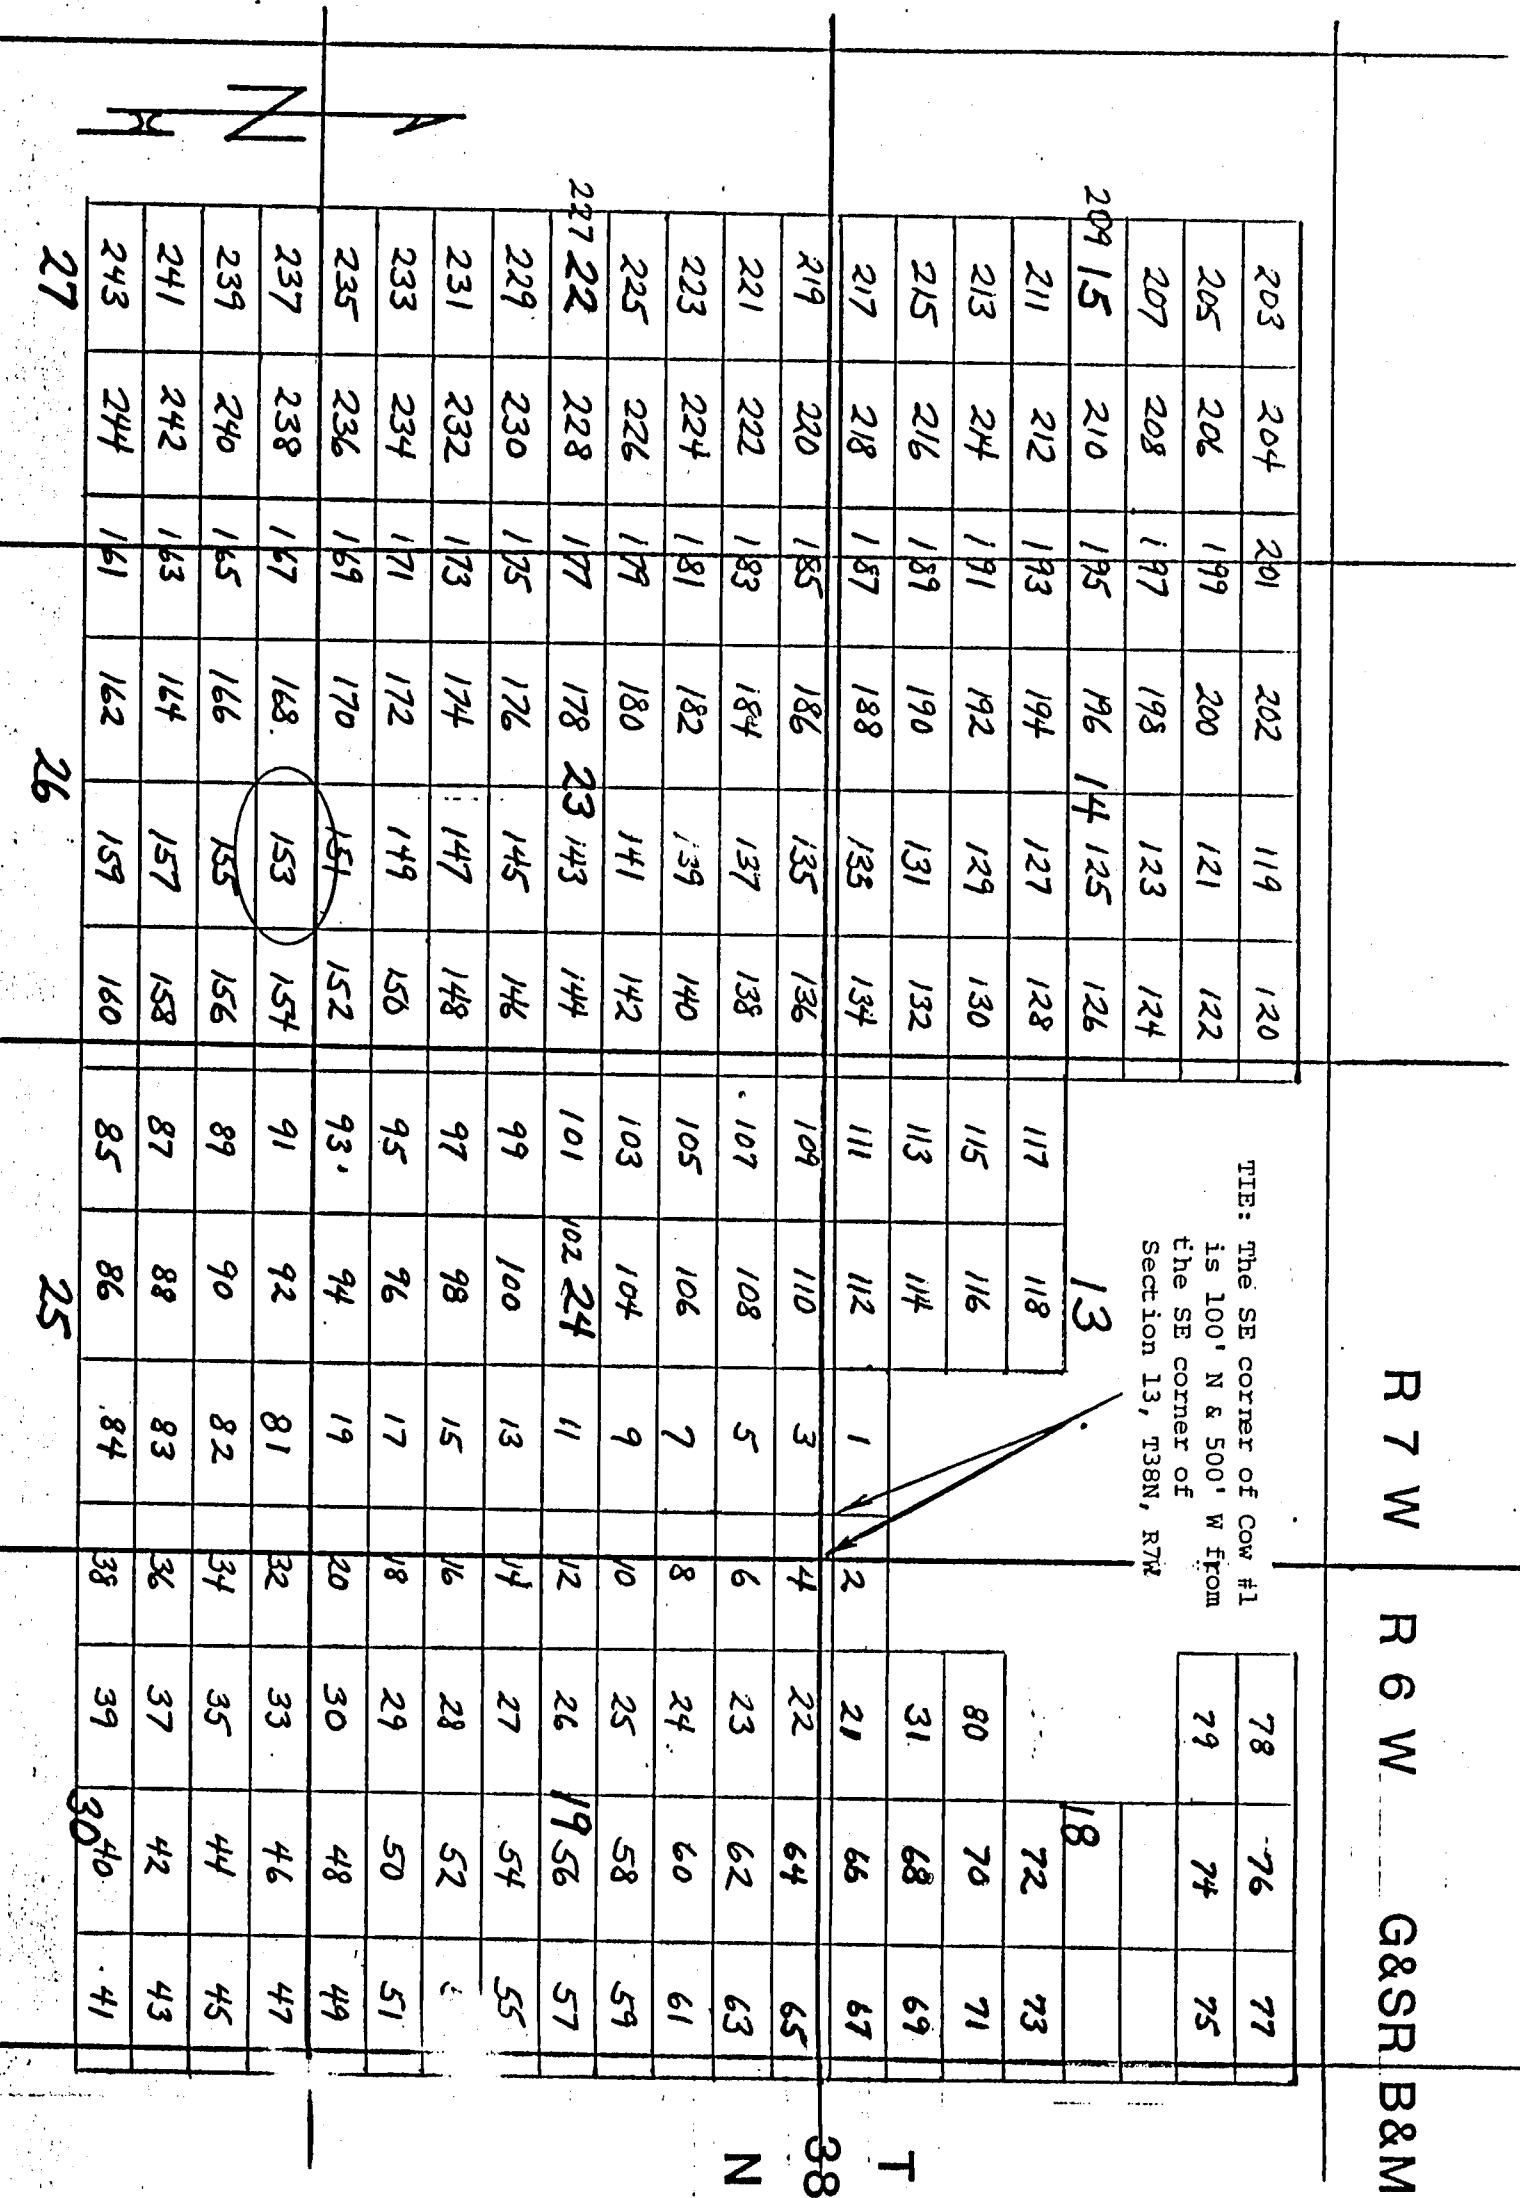 R 7 W R 6 W G&SR B&M
TIE: The SE corner of Cow #1
is 100' N & 500' W from
the SE corner of
Section 13, T38N, R7W
203 204 201 202 119 120 78 76 77
205 206 199 200 121 122 79 74 75
207 208 197 198 123 124
209 15 210 195 196 14 125 126 13 18
211 212 193 194 127 128 117 118 72 73
213 214 191 192 129 130 115 116 80 70 71
215 216 189 190 131 132 113 114 31 68 69
217 218 187 188 133 134 111 112 1 2 21 66 67
219 220 185 186 135 136 109 110 3 4 22 64 65
221 222 183 184 137 138 107 108 5 6 23 62 63
223 224 181 182 139 140 105 106 7 8 24 60 61
225 226 179 180 141 142 103 104 9 10 25 58 59
227 22 228 177 178 23 143 144 101 102 24 11 12 26 19 56 57
229 230 175 176 145 146 99 100 13 14 27 54 55
231 232 173 174 147 148 97 98 15 16 28 52
233 234 171 172 149 150 95 96 17 18 29 50 51
235 236 169 170 151 152 93 94 19 20 30 48 49
237 238 167 168 153 154 91 92 81 32 33 46 47
239 240 165 166 155 156 89 90 82 34 35 44 45
241 242 163 164 157 158 87 88 83 36 37 42 43
243 244 161 162 159 160 85 86 84 38 39 40 41
27 26 25 30
T
38
N
N